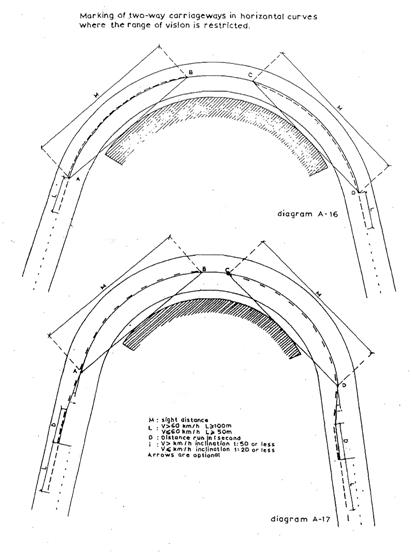 Marking of two-way carriageways in horizontal curves
where the range of vision is restricted.
M
B
C
M
A
D
L
L
diagram A-16
M
B
C
M
A
D
D
D
L
L
M: sight distance
L : V>60 km/h L≥100m
V≤60 km/h L≥ 50m
D : Distance run in 1 second
i : V> km/h inclination 1:50 or less
V≤ km/h inclination 1:20 or less
Arrows are optional
diagram A-17